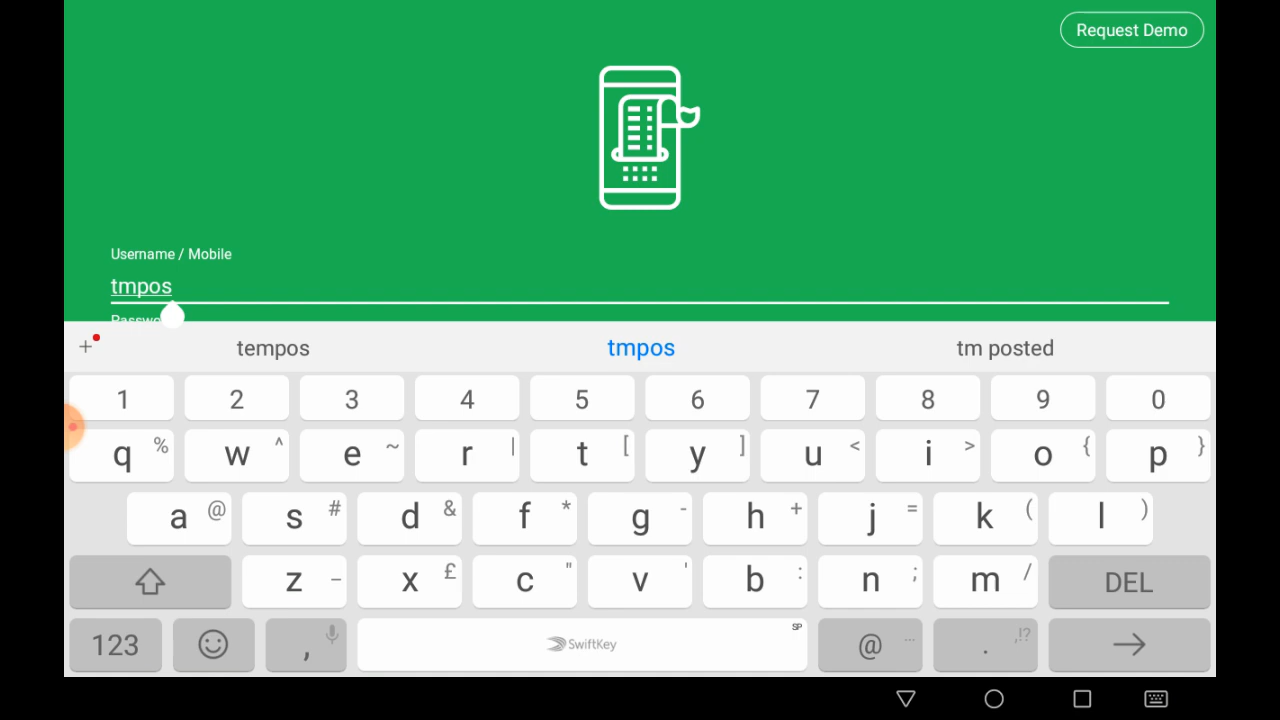 Request Demo
Username / Mobile
tmpos
tempos tmpos tm posted
1 2 3 4 5 6 7 8 9 0
q % w ^ e ~ r | t [ y ] u < i > o { p }
a @ s # d & f * g - h + j = k ( l )
z _ x £ c " v ' b : n ; m / DEL
123 , SwiftKey SP @ ... . ,!?